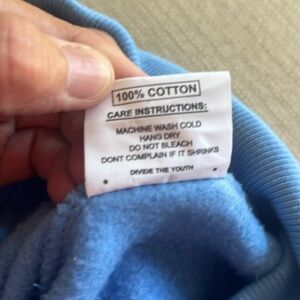 100% COTTON
CARE INSTRUCTIONS:
MACHINE WASH COLD
HANG DRY
DO NOT BLEACH
DONT COMPLAIN IF IT SHRINKS
DIVIDE THE YOUTH